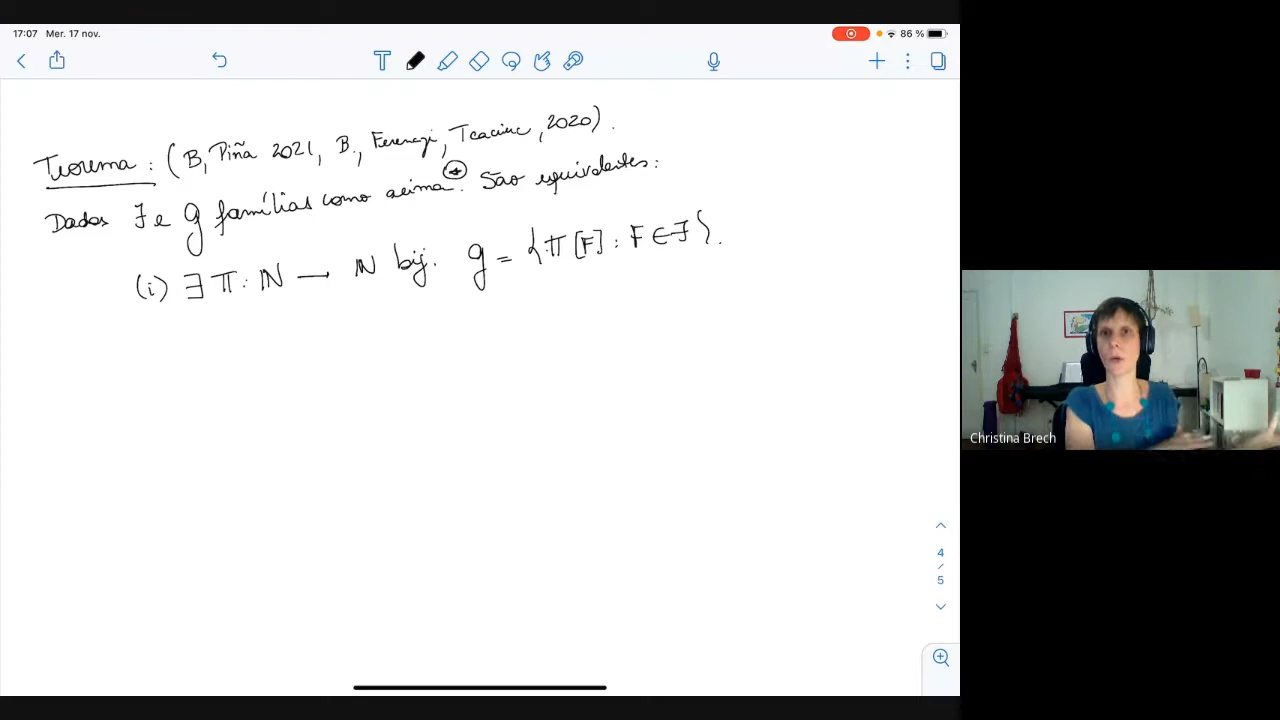 17:07 Mer. 17 nov.
86 %
T
Teorema : (B, Piña 2021, B., Ferenczi, Tcaciuc, 2020).
Dados F e G famílias como acima ⊛. São equivalentes:
(i) ∃ π : ℕ → ℕ bij. G = {π[F] : F ∈ F}.
Christina Brech
4
/
5